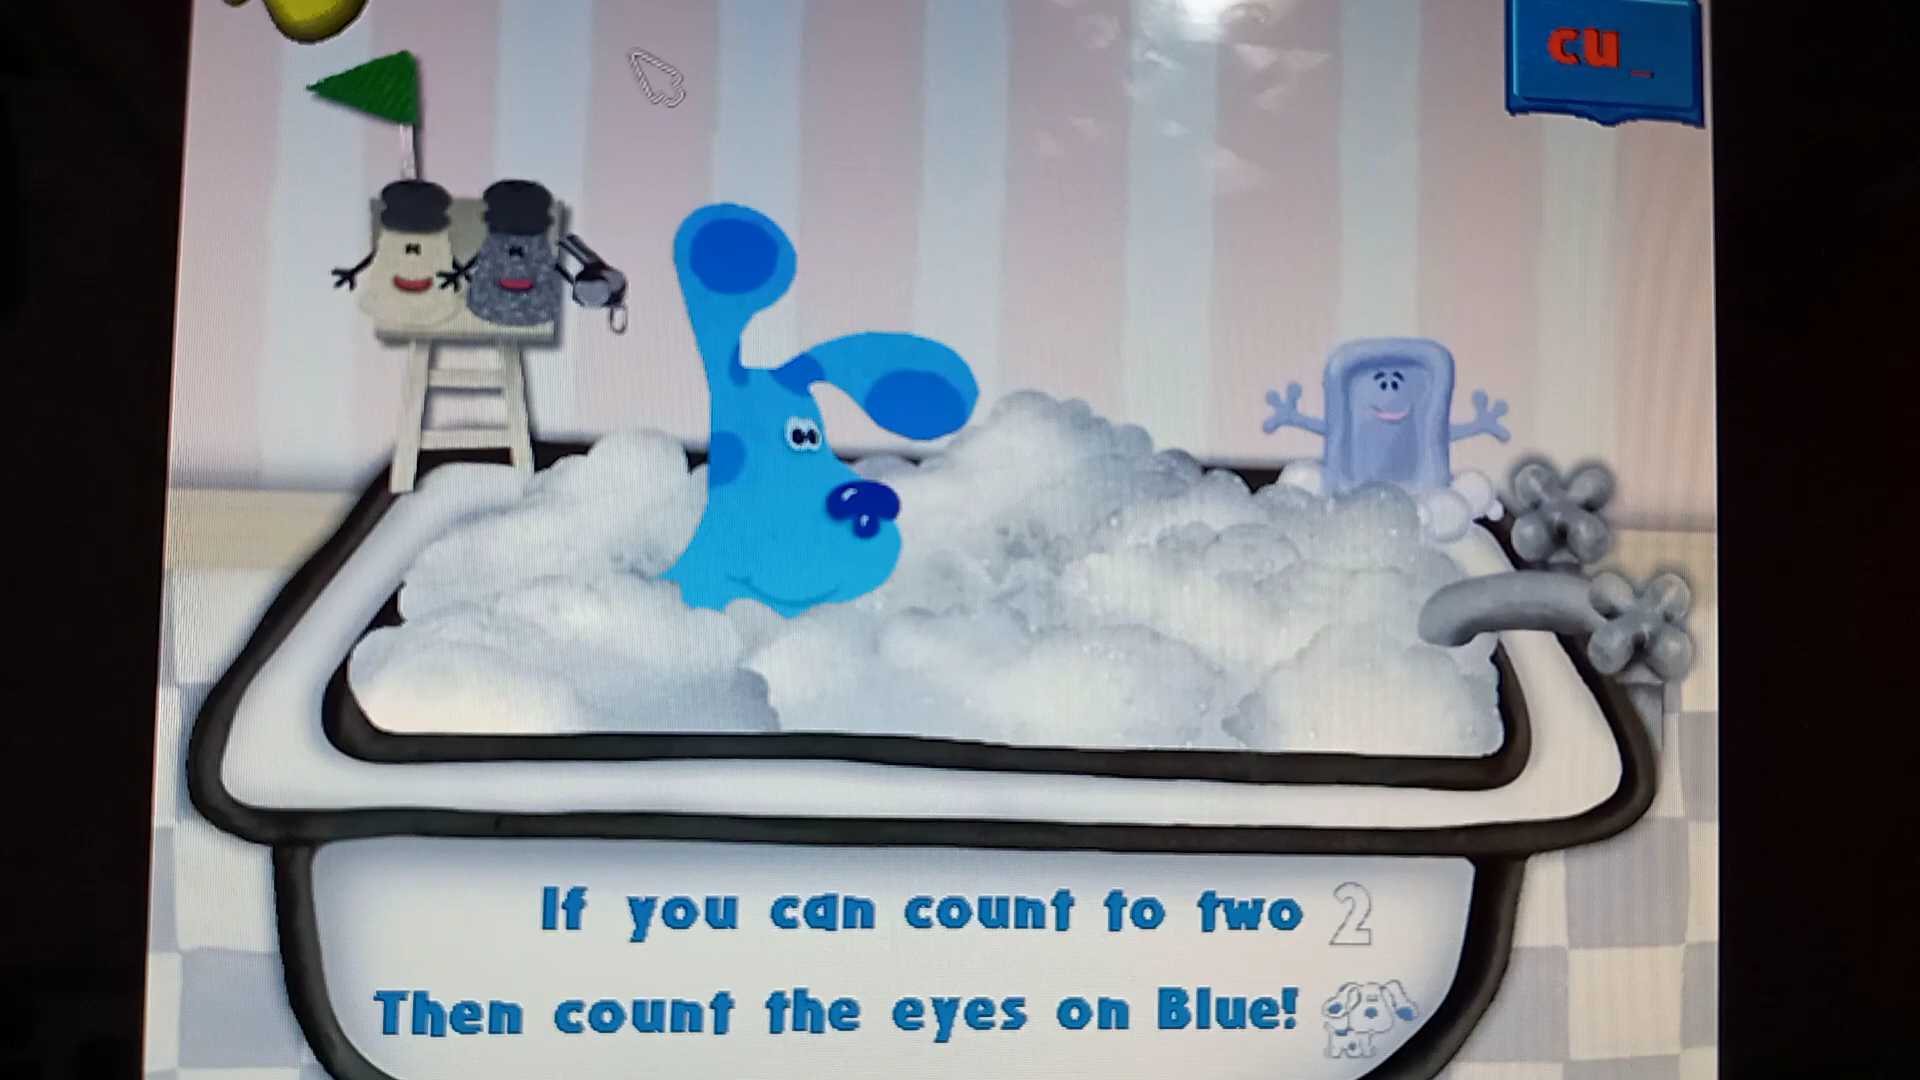 cu_
If you can count to two 2
Then count the eyes on Blue!